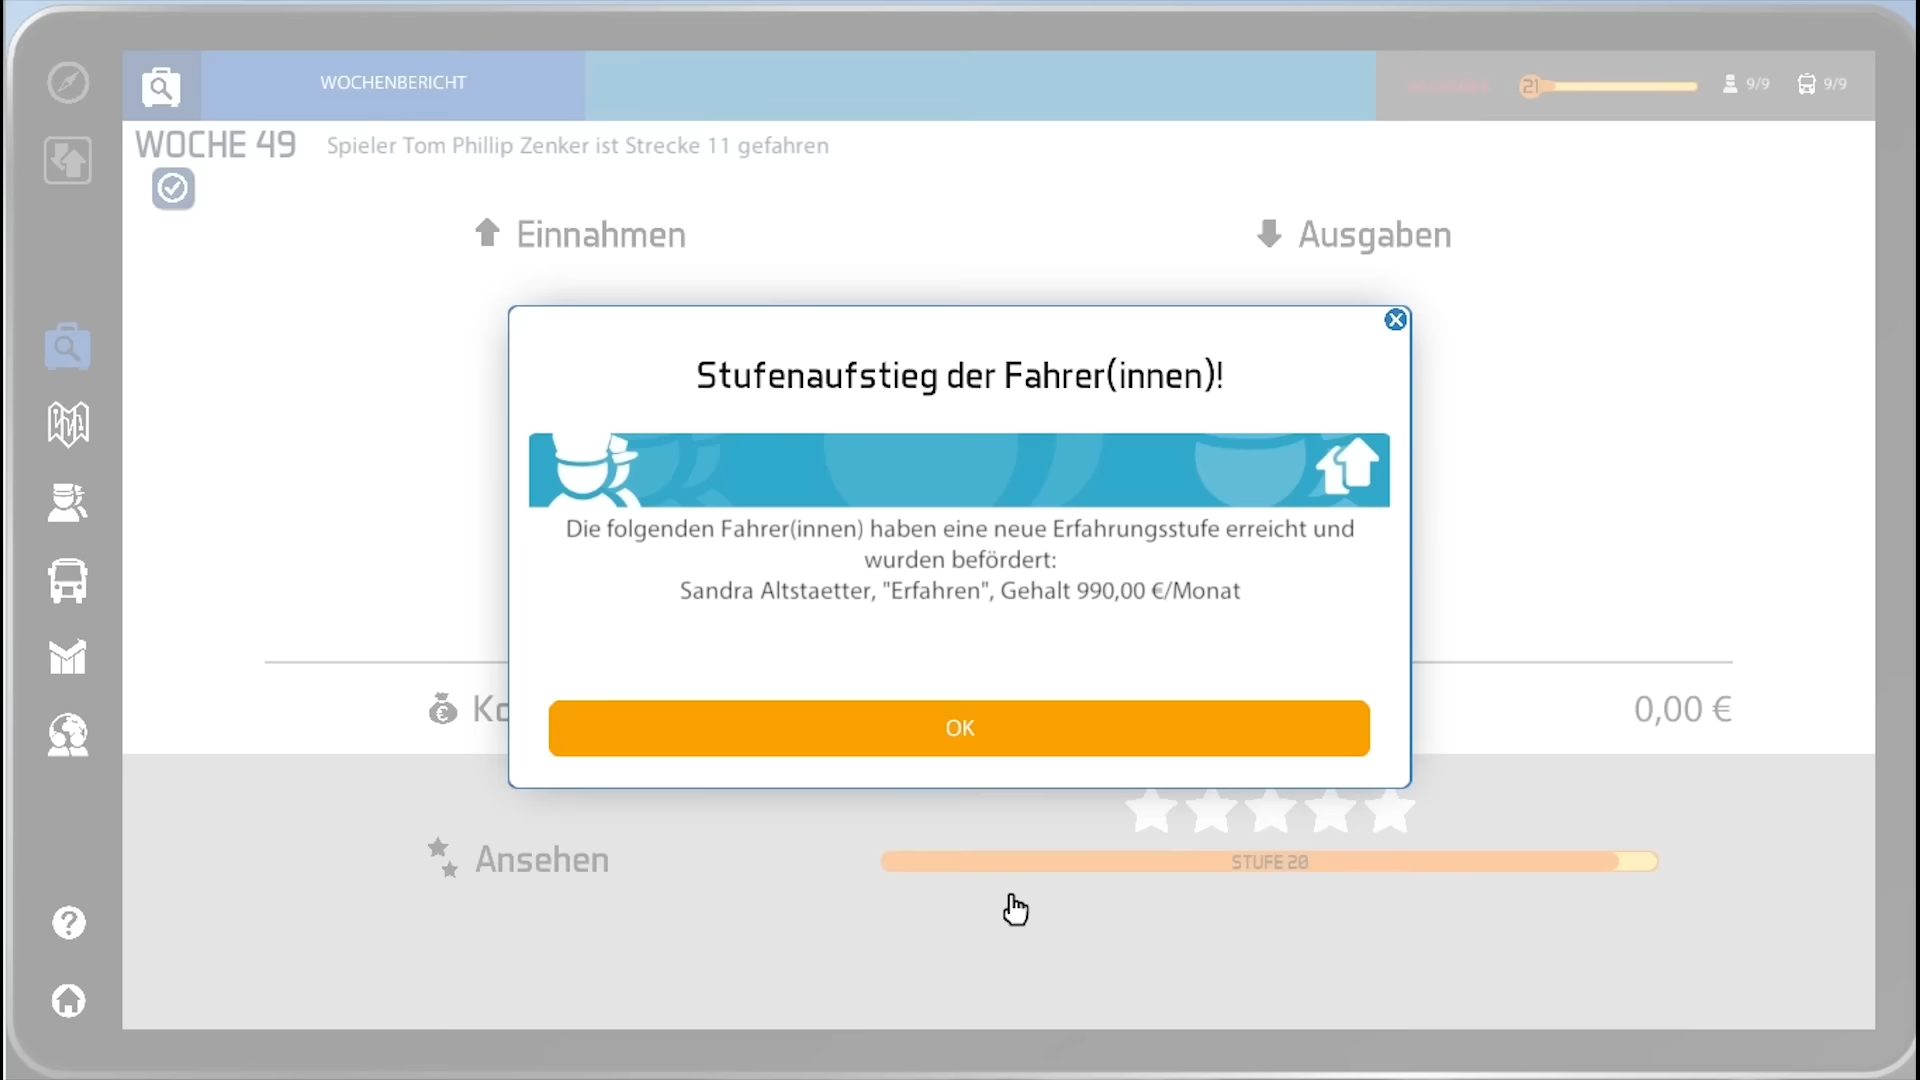 WOCHENBERICHT
21
9/9
9/9
WOCHE 49
Spieler Tom Phillip Zenker ist Strecke 11 gefahren
Einnahmen
Ausgaben
Stufenaufstieg der Fahrer(innen)!
Die folgenden Fahrer(innen) haben eine neue Erfahrungsstufe erreicht und
wurden befördert:
Sandra Altstaetter, "Erfahren", Gehalt 990,00 €/Monat
0,00 €
OK
Ansehen
STUFE 20